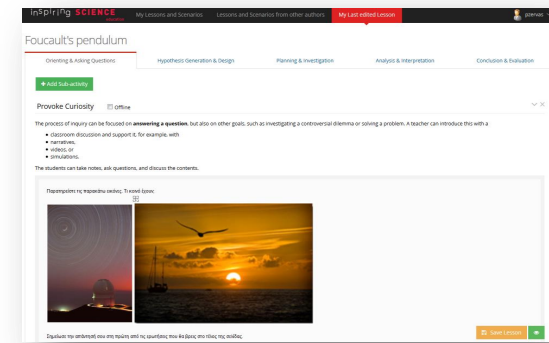 inspiring SCIENCE
My Lessons and Scenarios
Lessons and Scenarios from other authors
My Last edited Lesson
pzervas
Foucault's pendulum
Orienting & Asking Questions
Hypothesis Generation & Design
Planning & Investigation
Analysis & Interpretation
Conclusion & Evaluation
+ Add Sub-activity
Provoke Curiosity
Offline
The process of inquiry can be focused on answering a question, but also on other goals, such as investigating a controversial dilemma or solving a problem. A teacher can introduce this with a
• classroom discussion and support it, for example, with
• narratives,
• videos, or
• simulations.
The students can take notes, ask questions, and discuss the contents.
Παρατηρείστε τις παρακάτω εικόνες. Τι κοινό έχουν;
Σημείωσε την απάντησή σου στη πρώτη από τις ερωτήσεις που θα βρεις στο τέλος της σελίδας.
Save Lesson